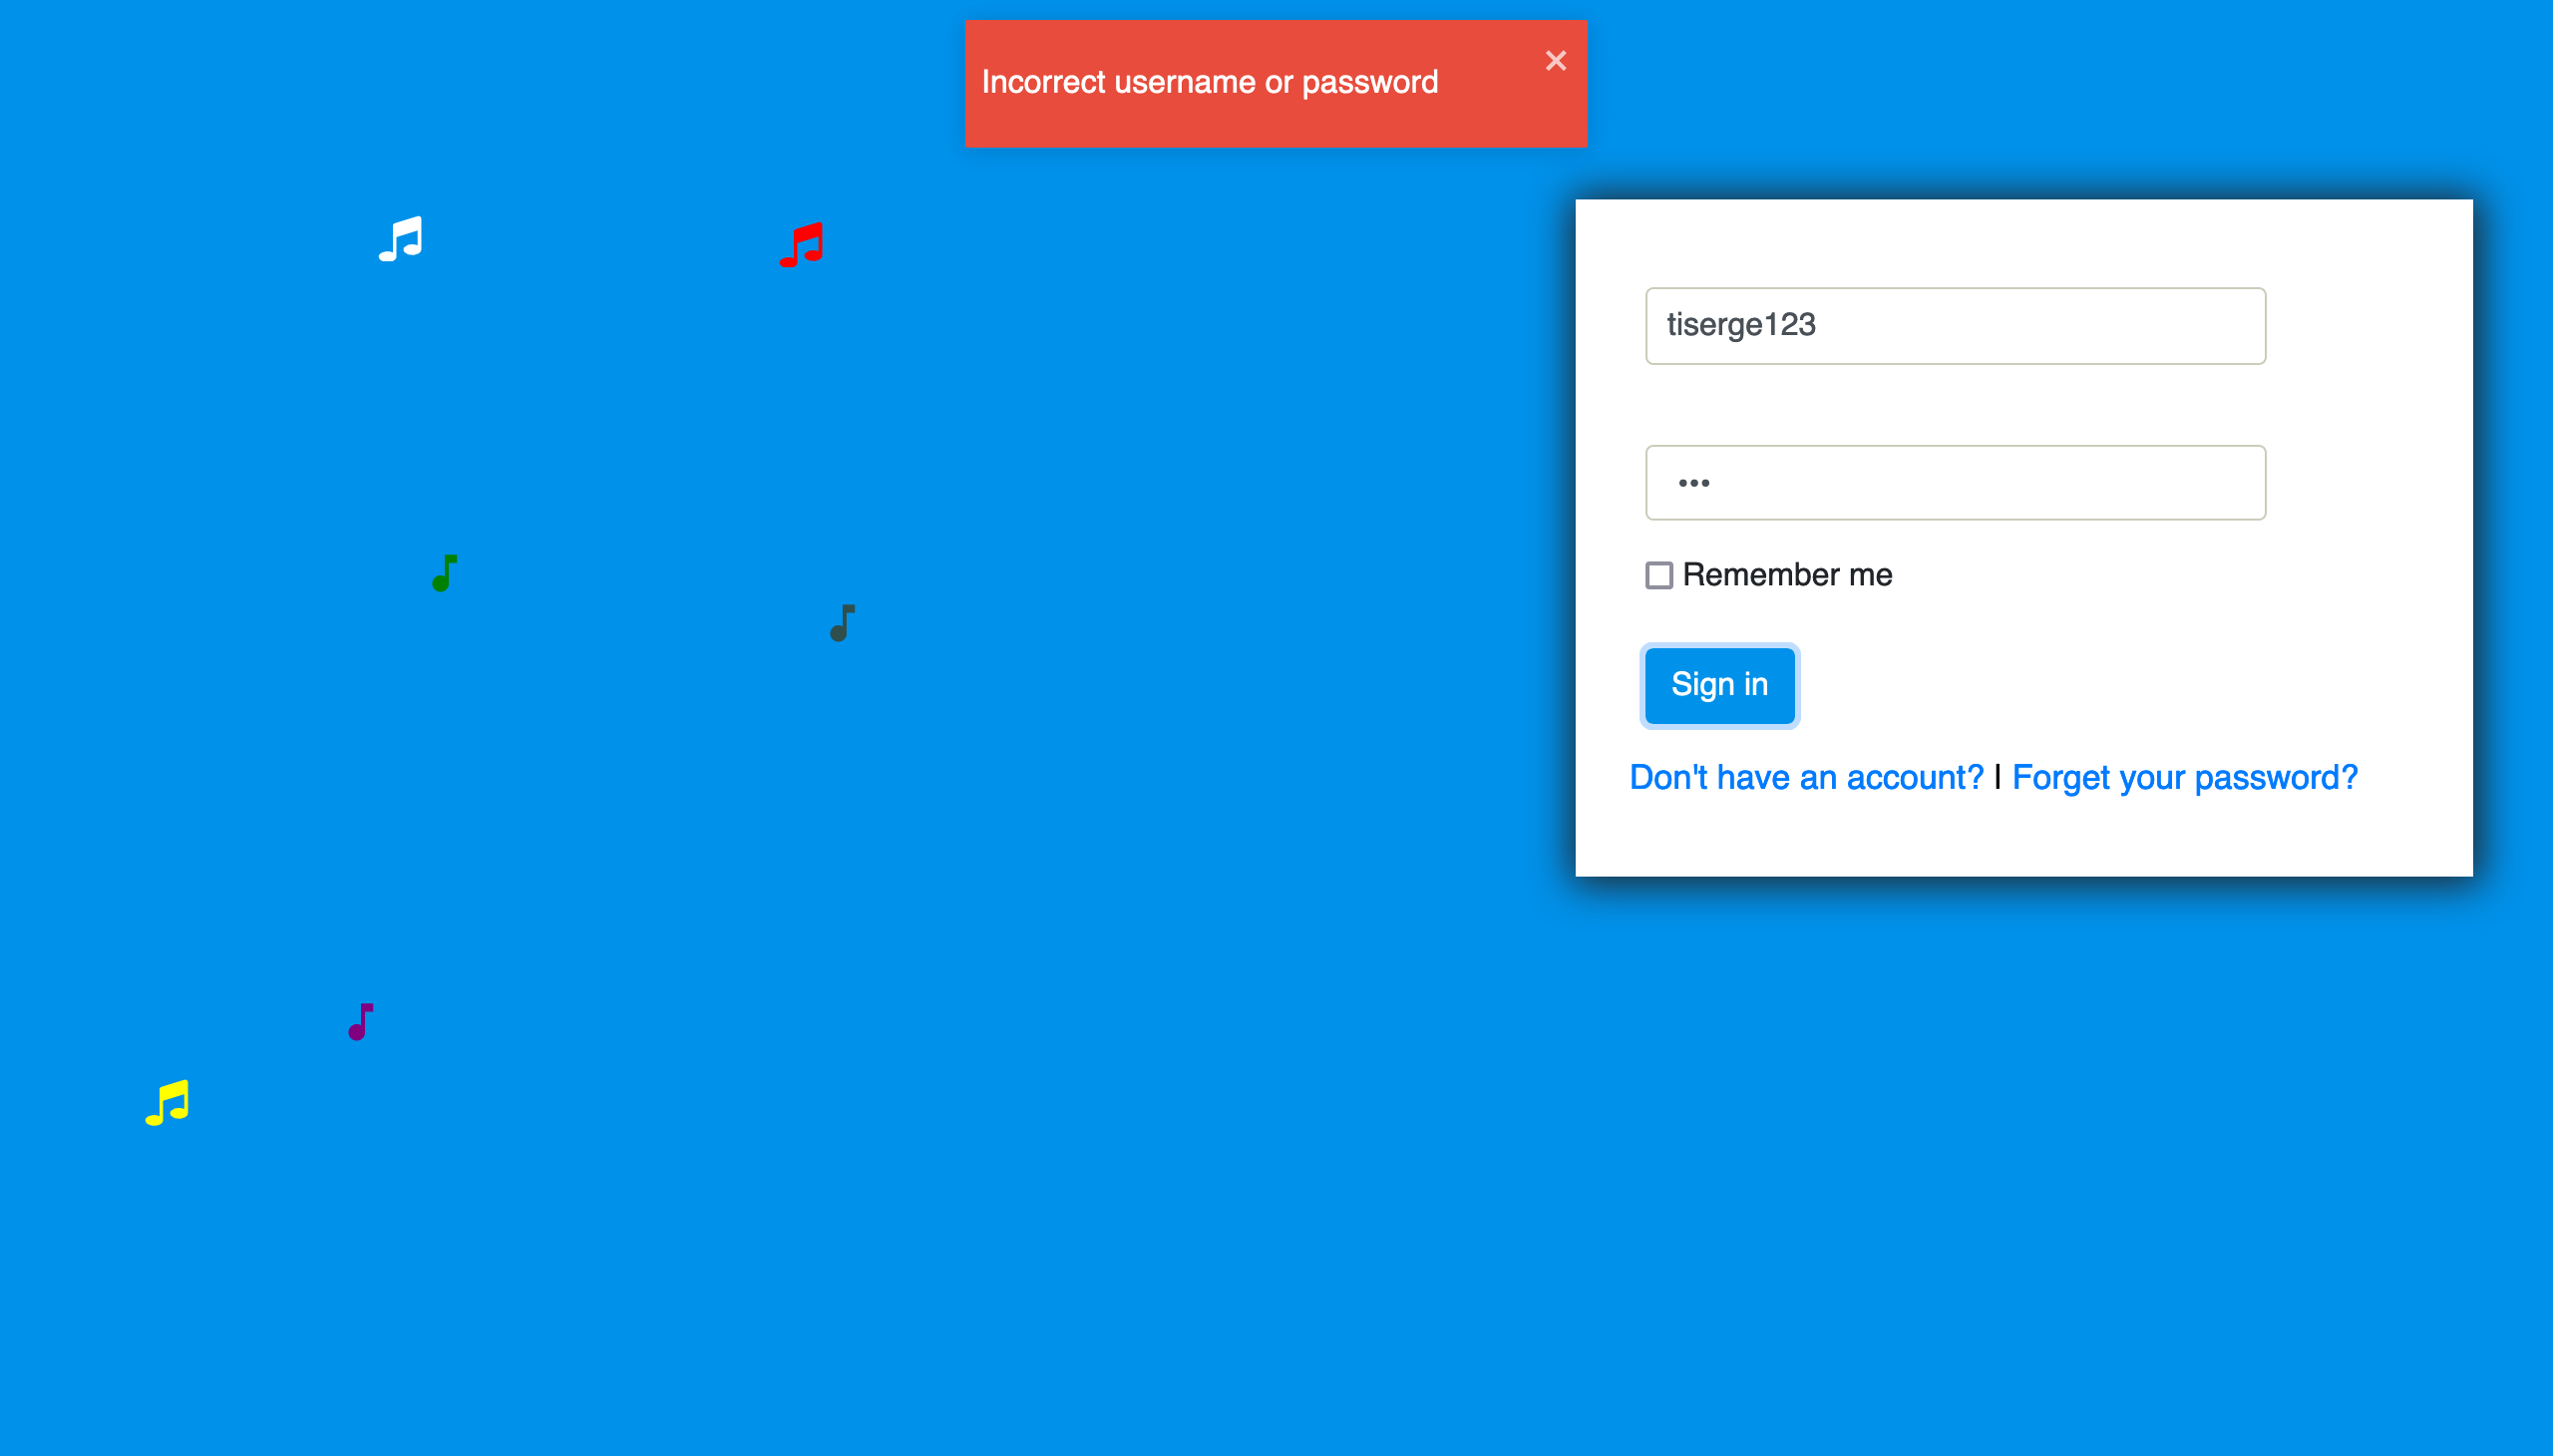 Incorrect username or password
tiserge123
Remember me
Sign in
Don't have an account? | Forget your password?